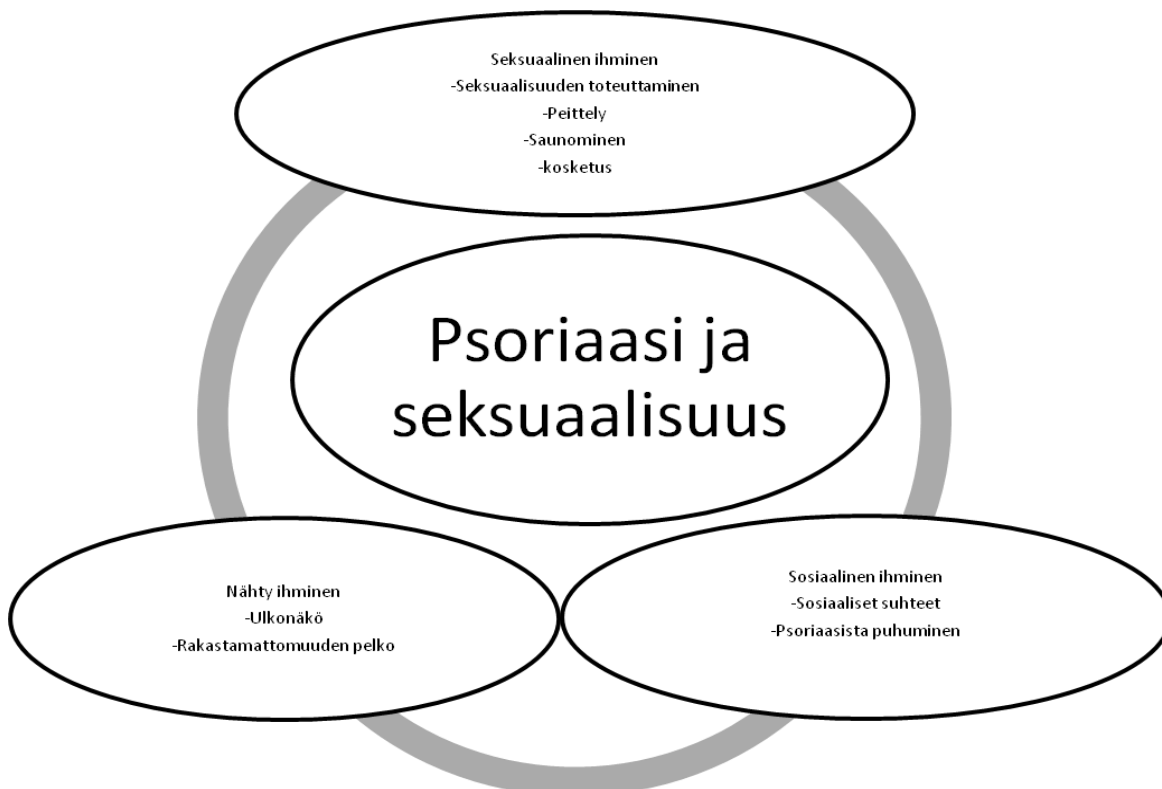 Seksuaalinen ihminen
-Seksuaalisuuden toteuttaminen
-Peittely
-Saunominen
-kosketus
Psoriaasi ja
seksuaalisuus
Nähty ihminen
-Ulkonäkö
-Rakastamattomuuden pelko
Sosiaalinen ihminen
-Sosiaaliset suhteet
-Psoriaasista puhuminen